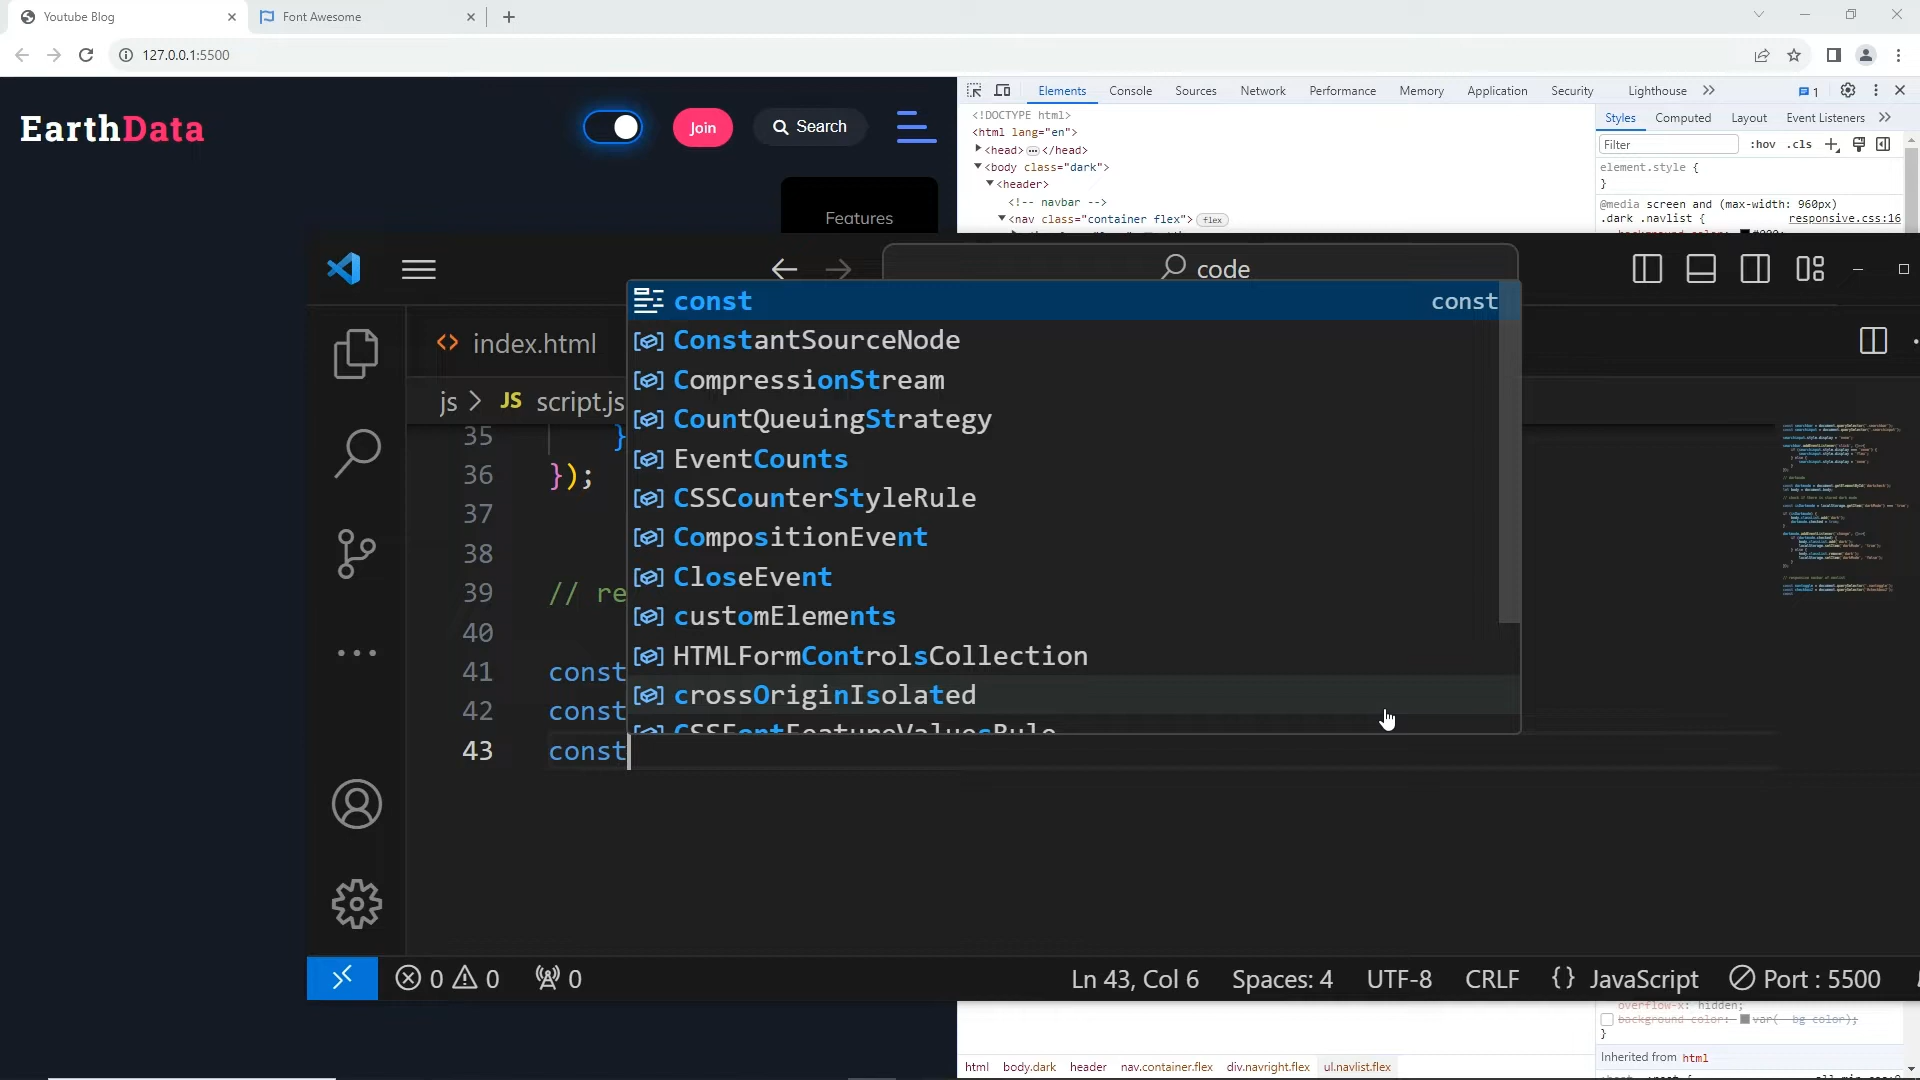 Youtube Blog
Font Awesome
127.0.0.1:5500
EarthData
Join
Search
Features
Elements
Console
Sources
Network
Performance
Memory
Application
Security
Lighthouse
1
<!DOCTYPE html>
<html lang="en">
<head> </head>
<body class="dark">
<header>
<!-- navbar -->
<nav class="container flex"> flex
Styles
Computed
Layout
Event Listeners
Filter
:hov .cls
element.style {
}
@media screen and (max-width: 960px)
.dark .navlist { responsive.css:16
code
index.html
js > JS script.js
35 }
36 });
37
38
39 // re
40
41 const
42 const
43 const
const const
ConstantSourceNode
CompressionStream
CountQueuingStrategy
EventCounts
CSSCounterStyleRule
CompositionEvent
CloseEvent
customElements
HTMLFormControlsCollection
crossOriginIsolated
CSSFontFeatureValuesRule
0 0 0
Ln 43, Col 6
Spaces: 4
UTF-8
CRLF
{} JavaScript
Port : 5500
overflow-x: hidden;
background-color: var(--bg-color);
}
Inherited from html
html body.dark header nav.container.flex div.navright.flex ul.navlist.flex